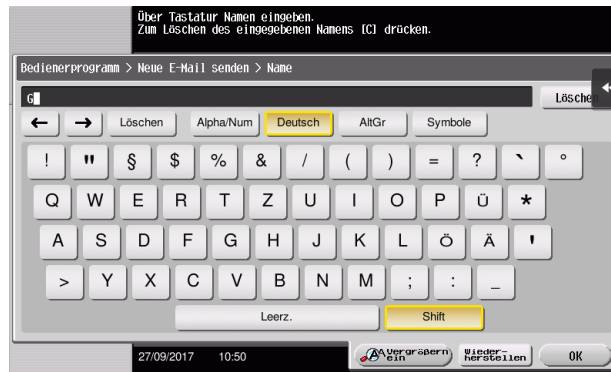 Über Tastatur Namen eingeben.
Zum Löschen des eingegebenen Namens [C] drücken.
Bedienerprogramm > Neue E-Mail senden > Name
G
Lösche
← → Löschen Alpha/Num Deutsch AltGr Symbole
! " § $ % & / ( ) = ? ` °
Q W E R T Z U I O P Ü *
A S D F G H J K L Ö Ä '
> Y X C V B N M ; : _
Leerz. Shift
27/09/2017 10:50
Vergrößern
ein
Wieder-
herstellen
OK